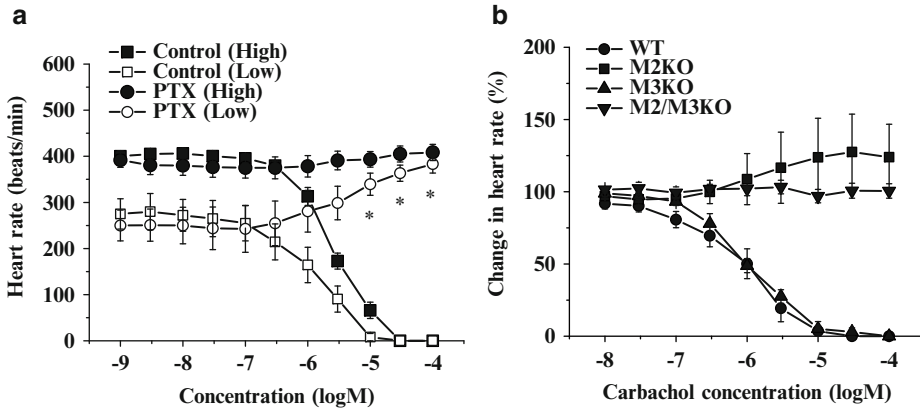 a
Control (High)
Control (Low)
PTX (High)
PTX (Low)
600
500
400
300
200
100
0
Heart rate (beats/min)
* * *
-9 -8 -7 -6 -5 -4
Concentration (logM)
b
WT
M2KO
M3KO
M2/M3KO
200
150
100
50
0
Change in heart rate (%)
-8 -7 -6 -5 -4
Carbachol concentration (logM)